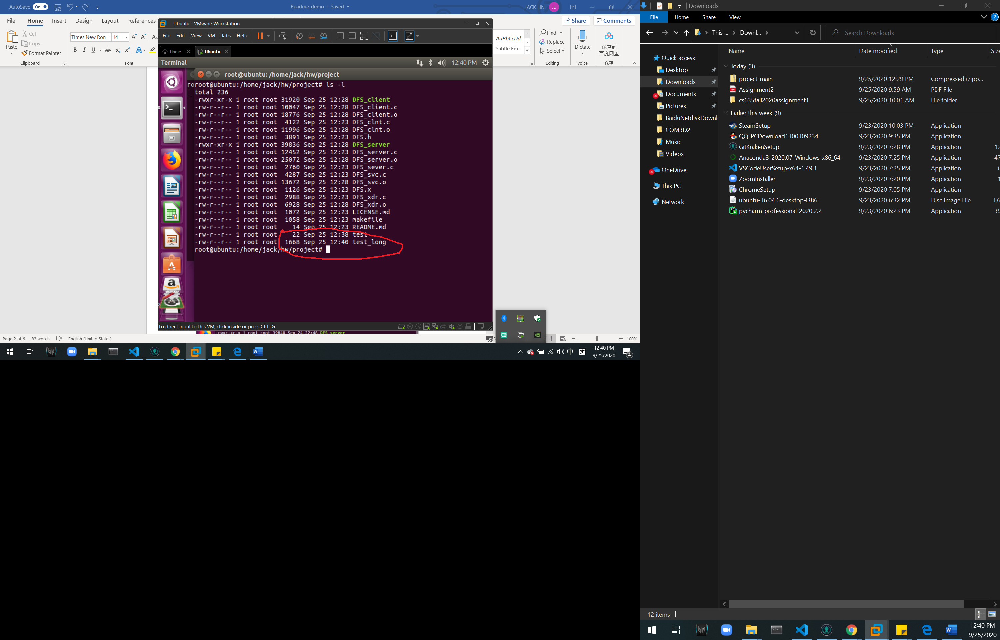 AutoSave On
Readme_demo - Saved
JACK LIN JL
File Home Insert Design Layout References
Share Comments
Paste
Cut
Copy
Format Painter
Clipboard
Times New Rom 14
Font
AaBbCcDd
Subtle Em...
Find
Replace
Select
Editing
Dictate
Voice
保存到
百度网盘
保存
Ubuntu - VMware Workstation
File Edit View VM Tabs Help
Home Ubuntu
Terminal 12:40 PM
root@ubuntu: /home/jack/hw/project
roroot@ubuntu:/home/jack/hw/project# ls -l
total 236
-rwxr-xr-x 1 root root 31920 Sep 25 12:28 DFS_client
-rw-r--r-- 1 root root 10047 Sep 25 12:28 DFS_client.c
-rw-r--r-- 1 root root 18776 Sep 25 12:28 DFS_client.o
-rw-r--r-- 1 root root 4122 Sep 25 12:23 DFS_clnt.c
-rw-r--r-- 1 root root 11996 Sep 25 12:28 DFS_clnt.o
-rw-r--r-- 1 root root 3891 Sep 25 12:23 DFS.h
-rwxr-xr-x 1 root root 39836 Sep 25 12:28 DFS_server
-rw-r--r-- 1 root root 12452 Sep 25 12:23 DFS_server.c
-rw-r--r-- 1 root root 25072 Sep 25 12:28 DFS_server.o
-rw-r--r-- 1 root root 2760 Sep 25 12:23 DFS_sever.c
-rw-r--r-- 1 root root 4287 Sep 25 12:23 DFS_svc.c
-rw-r--r-- 1 root root 13672 Sep 25 12:28 DFS_svc.o
-rw-r--r-- 1 root root 1126 Sep 25 12:23 DFS.x
-rw-r--r-- 1 root root 2988 Sep 25 12:23 DFS_xdr.c
-rw-r--r-- 1 root root 6928 Sep 25 12:28 DFS_xdr.o
-rw-r--r-- 1 root root 1072 Sep 25 12:23 LICENSE.md
-rw-r--r-- 1 root root 1058 Sep 25 12:23 makefile
-rw-r--r-- 1 root root 14 Sep 25 12:23 README.md
-rw-r--r-- 1 root root 22 Sep 25 12:38 test
-rw-r--r-- 1 root root 1668 Sep 25 12:40 test_long
root@ubuntu:/home/jack/hw/project#
To direct input to this VM, click inside or press Ctrl+G.
-rwxr-xr-x 1 root root 39840 Sep 24 22:48 DFS server
Page 2 of 6 83 words English (United States) 100%
中 拼 12:40 PM
9/25/2020 4
Downloads
File Home Share View
This ... Downl... Search Downloads
Quick access
Desktop
Downloads
Documents
Pictures
BaiduNetdiskDownl
COM3D2
Music
Videos
OneDrive
This PC
Network
Name Date modified Type Size
Today (3)
project-main 9/25/2020 12:29 PM Compressed (zipp...
Assignment2 9/25/2020 9:59 AM PDF File
cs635fall2020assignment1 9/25/2020 10:01 AM File folder
Earlier this week (9)
SteamSetup 9/23/2020 10:03 PM Application
QQ_PCDownload1100109234 9/23/2020 9:35 PM Application
GitKrakenSetup 9/23/2020 7:28 PM Application 12
Anaconda3-2020.07-Windows-x86_64 9/23/2020 7:25 PM Application 47
VSCodeUserSetup-x64-1.49.1 9/23/2020 7:25 PM Application 6
ZoomInstaller 9/23/2020 7:20 PM Application 1
ChromeSetup 9/23/2020 7:05 PM Application
ubuntu-16.04.6-desktop-i386 9/23/2020 6:32 PM Disc Image File 1,6
pycharm-professional-2020.2.2 9/23/2020 6:23 PM Application 39
12 items
12:40 PM
9/25/2020